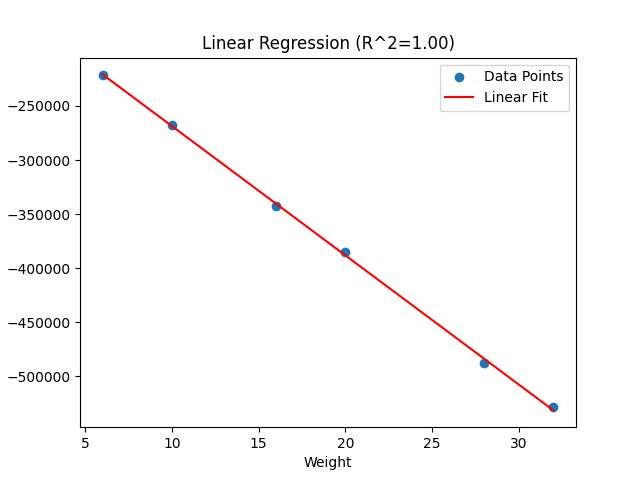 Linear Regression (R^2=1.00)
Data Points
Linear Fit
−250000
−300000
−350000
−400000
−450000
−500000
5 10 15 20 25 30
Weight